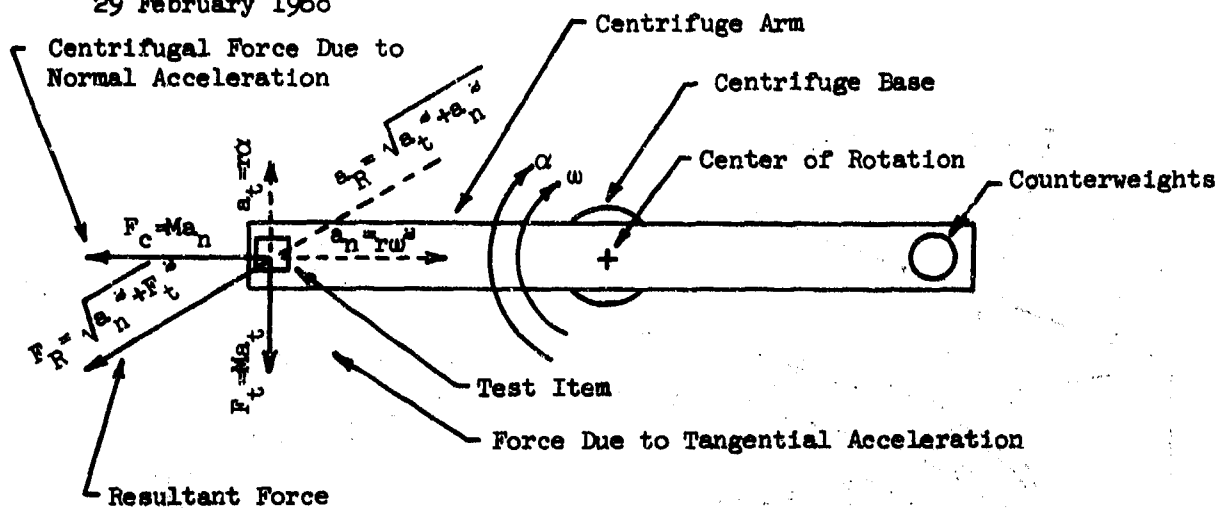 29 February 1968
Centrifugal Force Due to
Normal Acceleration
Centrifuge Arm
Centrifuge Base
Center of Rotation
Counterweights
a_R = √a_t² + a_n²
a_t = rα
α
ω
F_c = Ma_n
a_n = rω²
+
F_R = √a_n² + F_t²
F_t = Ma_t
Test Item
Force Due to Tangential Acceleration
Resultant Force